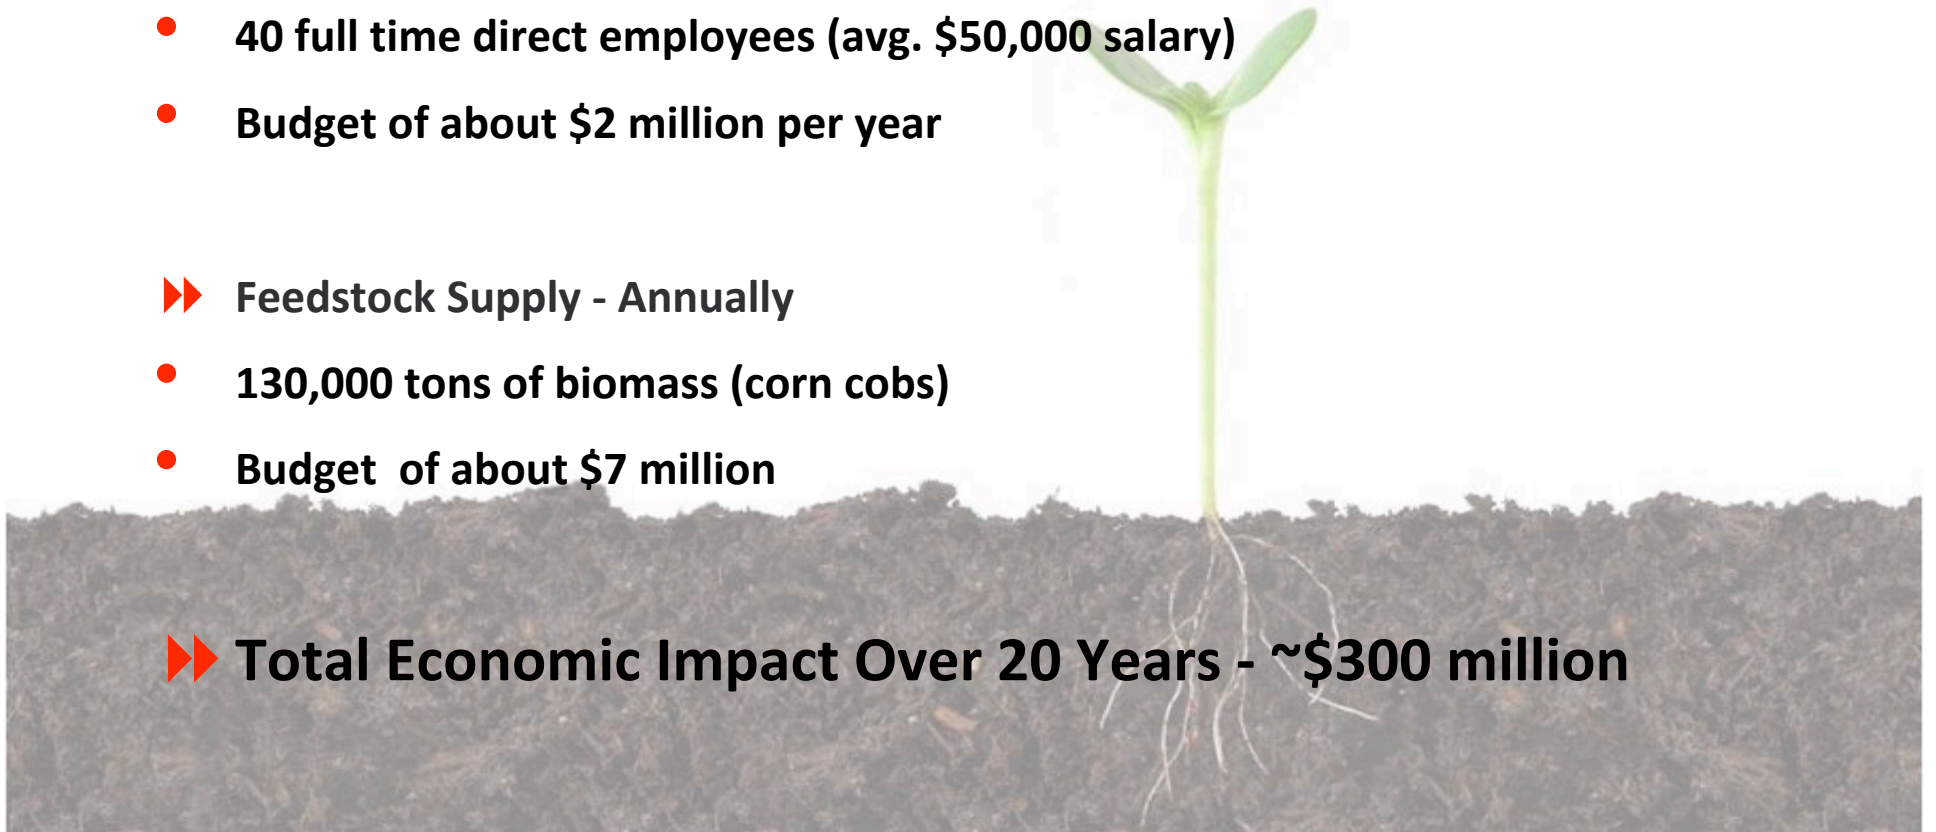 • 40 full time direct employees (avg. $50,000 salary)
• Budget of about $2 million per year
Feedstock Supply - Annually
• 130,000 tons of biomass (corn cobs)
• Budget  of about $7 million
Total Economic Impact Over 20 Years - ~$300 million